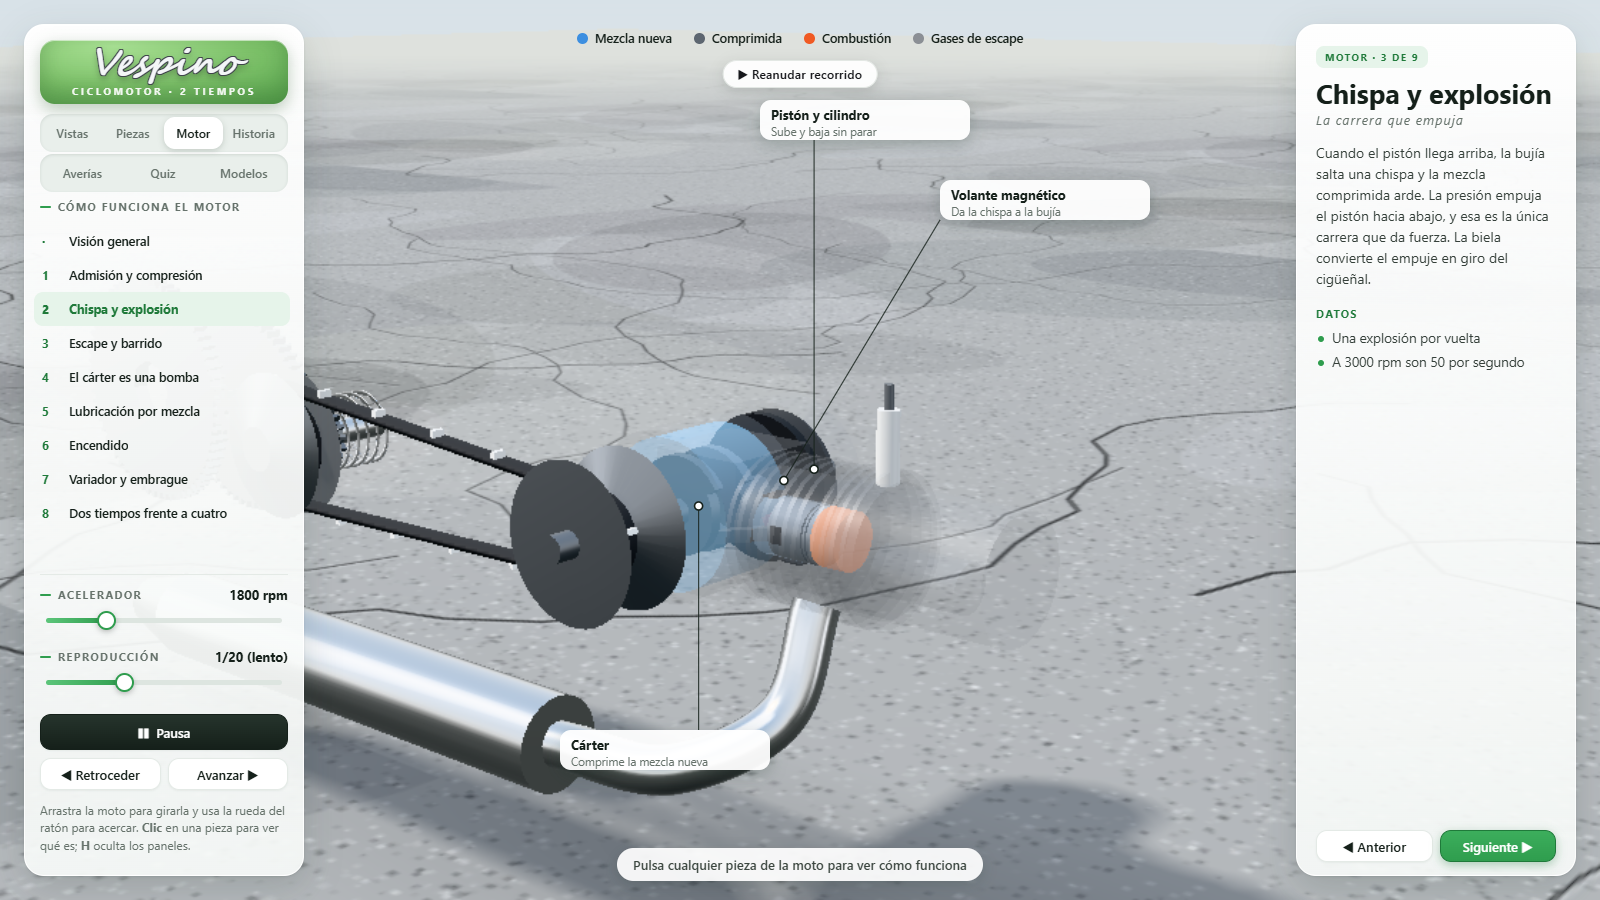 Vespino
CICLOMOTOR · 2 TIEMPOS
Vistas
Piezas
Motor
Historia
Averías
Quiz
Modelos
CÓMO FUNCIONA EL MOTOR
· Visión general
1 Admisión y compresión
2 Chispa y explosión
3 Escape y barrido
4 El cárter es una bomba
5 Lubricación por mezcla
6 Encendido
7 Variador y embrague
8 Dos tiempos frente a cuatro
ACELERADOR 1800 rpm
REPRODUCCIÓN 1/20 (lento)
Pausa
◀ Retroceder
Avanzar ▶
Arrastra la moto para girarla y usa la rueda del
ratón para acercar. Clic en una pieza para ver
qué es; H oculta los paneles.
Mezcla nueva
Comprimida
Combustión
Gases de escape
▶ Reanudar recorrido
Pistón y cilindro
Sube y baja sin parar
Volante magnético
Da la chispa a la bujía
Cárter
Comprime la mezcla nueva
Pulsa cualquier pieza de la moto para ver cómo funciona
MOTOR · 3 DE 9
Chispa y explosión
La carrera que empuja
Cuando el pistón llega arriba, la bujía
salta una chispa y la mezcla
comprimida arde. La presión empuja
el pistón hacia abajo, y esa es la única
carrera que da fuerza. La biela
convierte el empuje en giro del
cigüeñal.
DATOS
• Una explosión por vuelta
• A 3000 rpm son 50 por segundo
◀ Anterior
Siguiente ▶